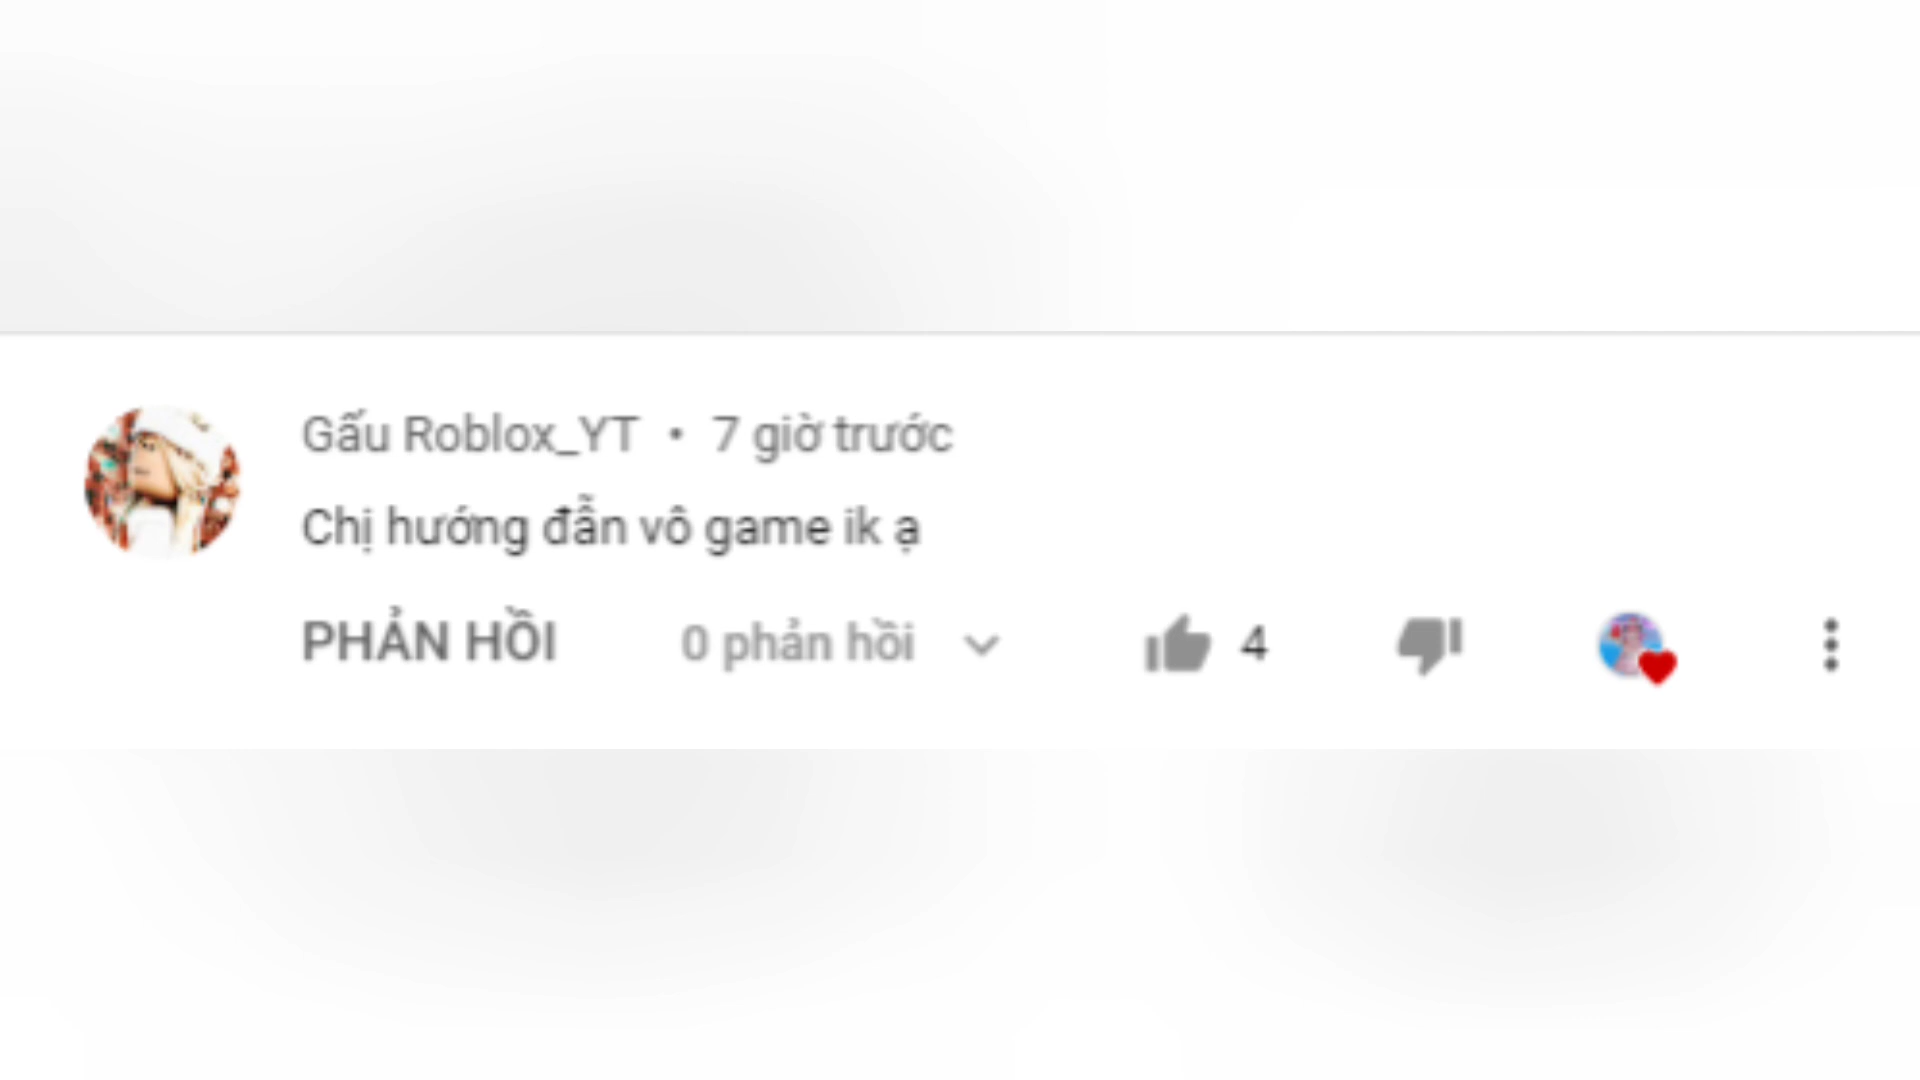 Gấu Roblox_YT • 7 giờ trước
Chị hướng đẫn vô game ik ạ
PHẢN HỒI 0 phản hồi 4